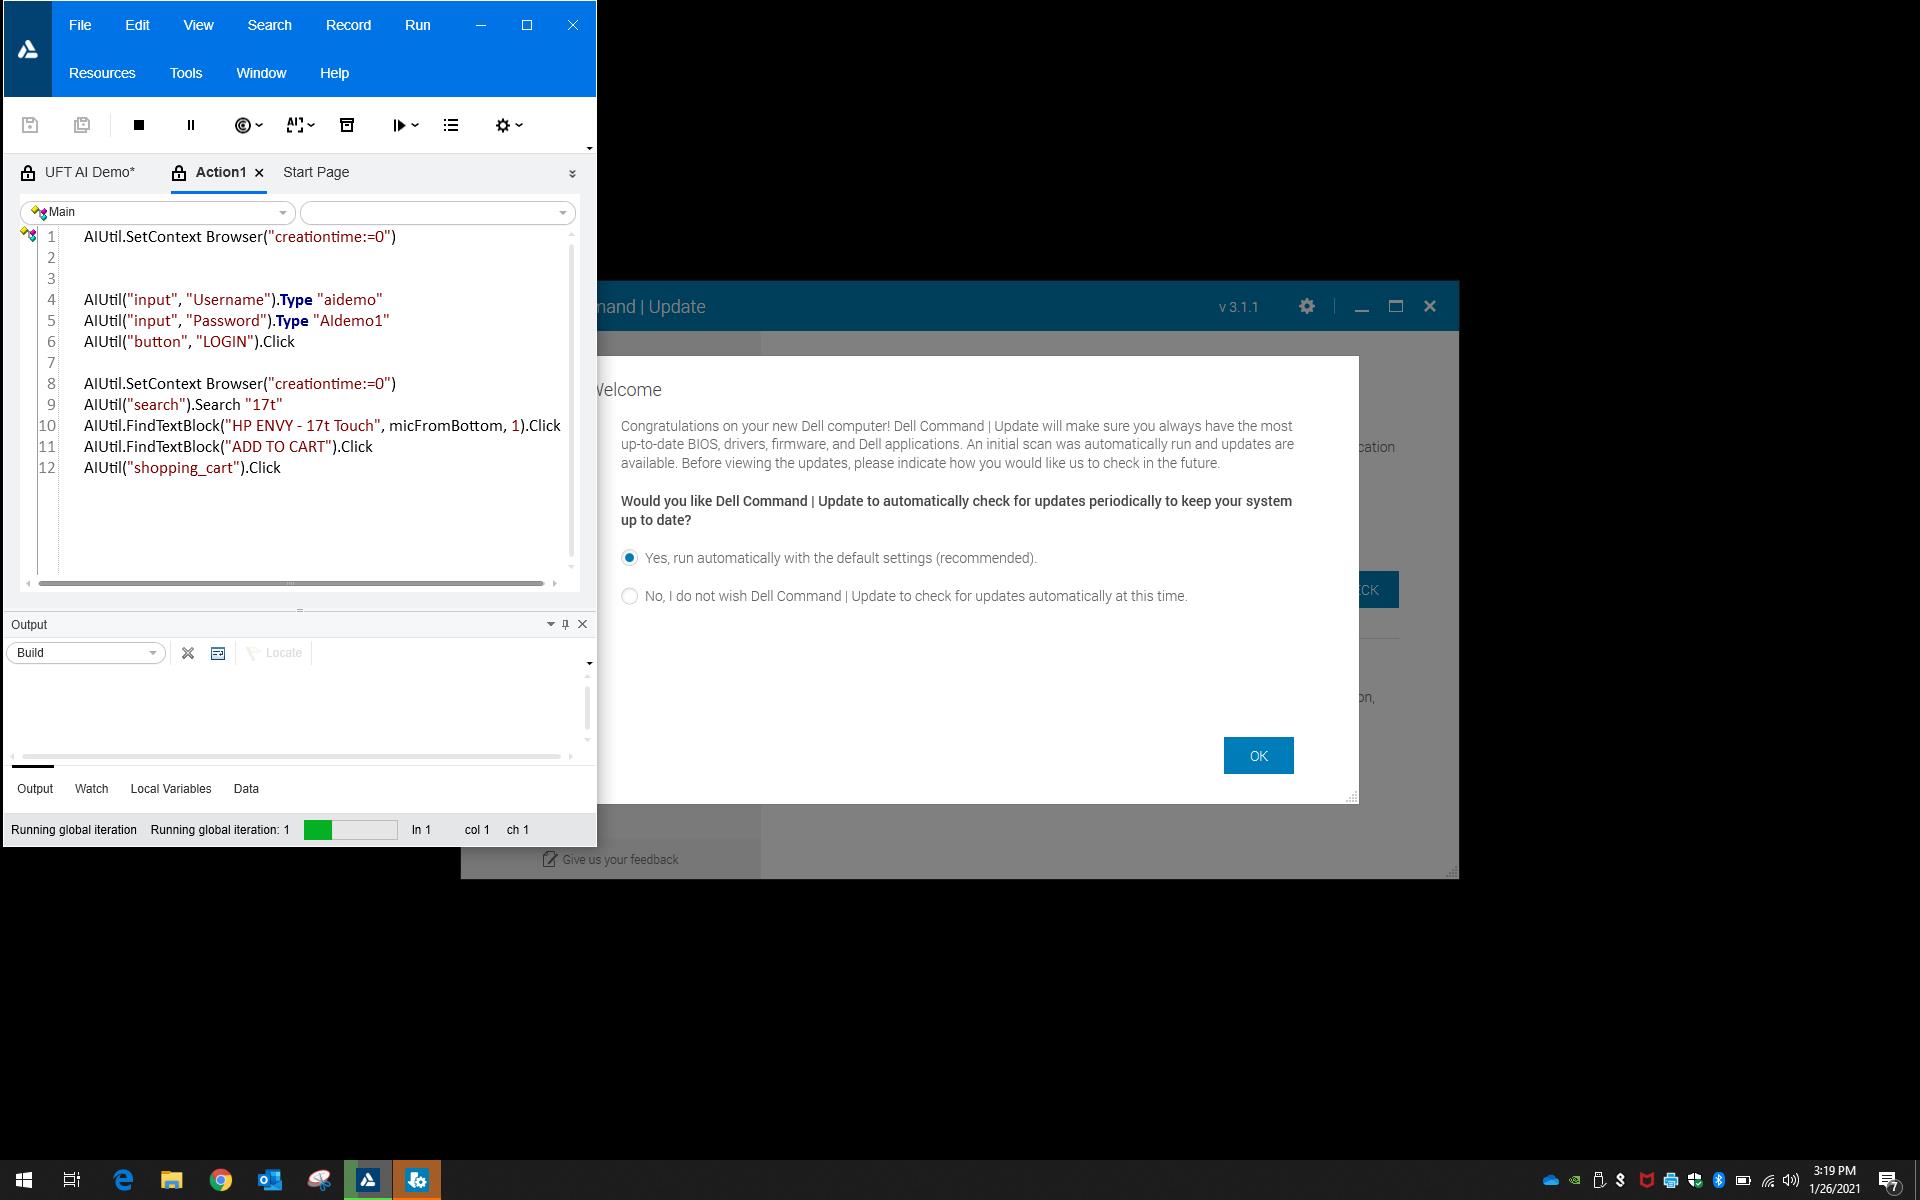 File Edit View Search Record Run
Resources Tools Window Help
AI
UFT AI Demo* Action1 Start Page
Main
1 AIUtil.SetContext Browser("creationtime:=0")
2
3
4 AIUtil("input", "Username").Type "aidemo"
5 AIUtil("input", "Password").Type "AIdemo1"
6 AIUtil("button", "LOGIN").Click
7
8 AIUtil.SetContext Browser("creationtime:=0")
9 AIUtil("search").Search "17t"
10 AIUtil.FindTextBlock("HP ENVY - 17t Touch", micFromBottom, 1).Click
11 AIUtil.FindTextBlock("ADD TO CART").Click
12 AIUtil("shopping_cart").Click
Output
Build Locate
Output Watch Local Variables Data
Running global iteration Running global iteration: 1 ln 1 col 1 ch 1
mand | Update v 3.1.1
Welcome
Congratulations on your new Dell computer! Dell Command | Update will make sure you always have the most
up-to-date BIOS, drivers, firmware, and Dell applications. An initial scan was automatically run and updates are
available. Before viewing the updates, please indicate how you would like us to check in the future.
Would you like Dell Command | Update to automatically check for updates periodically to keep your system
up to date?
Yes, run automatically with the default settings (recommended).
No, I do not wish Dell Command | Update to check for updates automatically at this time.
OK
cation
ECK
on,
Give us your feedback
3:19 PM
1/26/2021
7